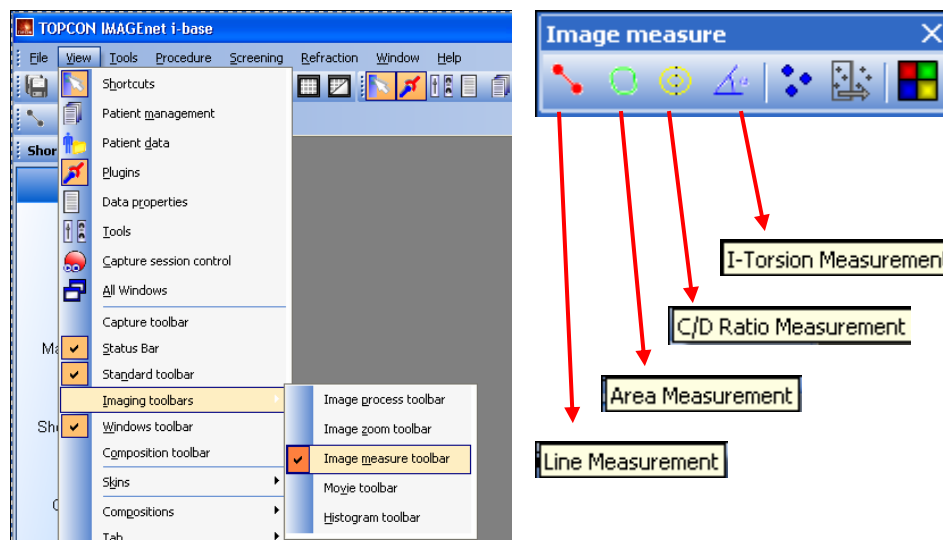 TOPCON IMAGEnet i-base
File View Tools Procedure Screening Refraction Window Help
Shortcuts
Patient management
Patient data
Shor
Plugins
Data properties
Tools
Capture session control
All Windows
Capture toolbar
Status Bar
Standard toolbar
Imaging toolbars
Windows toolbar
Composition toolbar
Skins
Compositions
Tab
Image process toolbar
Image zoom toolbar
Image measure toolbar
Movie toolbar
Histogram toolbar
Image measure
I-Torsion Measuremen
C/D Ratio Measurement
Area Measurement
Line Measurement